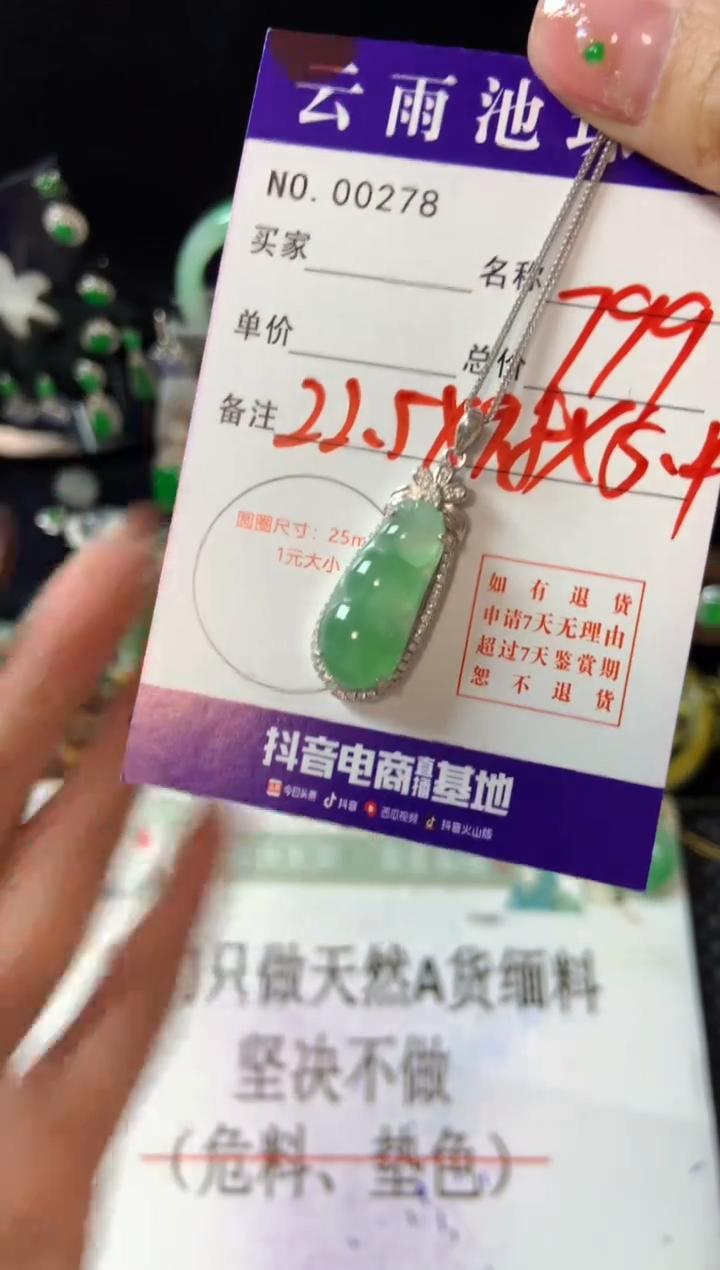 云雨池
NO. 00278
买家
名称
799
单价
总价
备注
圆圈尺寸：25m
1元大小
如有退货
申请7天无理由
超过7天鉴赏期
恕不退货
抖音电商直播基地
今日头条 抖音 西瓜视频 抖音火山版
只做天然A货缅料
坚决不做
（危料、垫色）